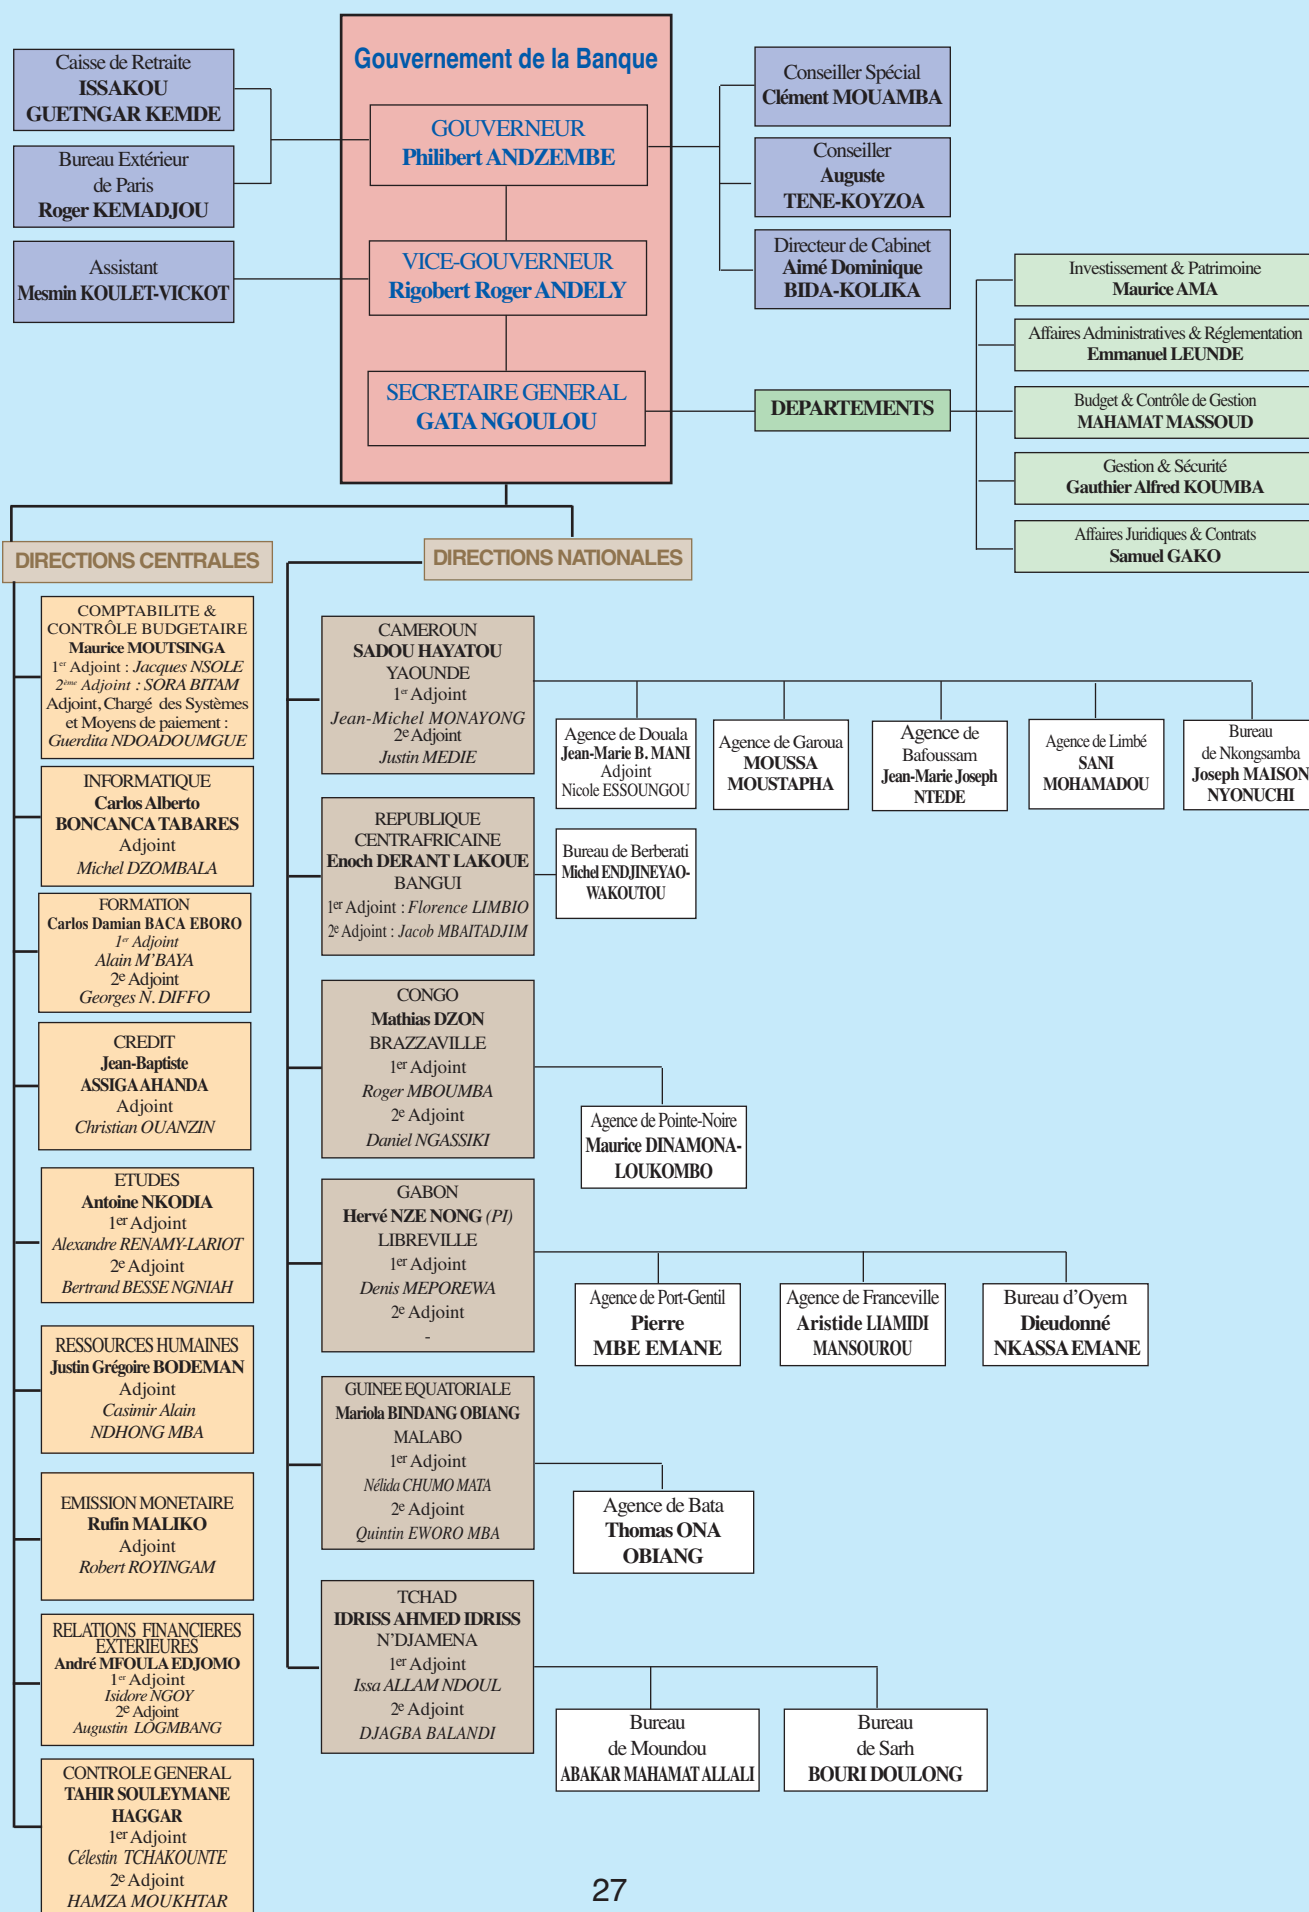 Gouvernement de la Banque
GOUVERNEUR
Philibert ANDZEMBE
VICE-GOUVERNEUR
Rigobert Roger ANDELY
SECRETAIRE GENERAL
GATA NGOULOU
Caisse de Retraite
ISSAKOU
GUETNGAR KEMDE
Bureau Extérieur
de Paris
Roger KEMADJOU
Assistant
Mesmin KOULET-VICKOT
Conseiller Spécial
Clément MOUAMBA
Conseiller
Auguste
TENE-KOYZOA
Directeur de Cabinet
Aimé Dominique
BIDA-KOLIKA
DEPARTEMENTS
Investissement & Patrimoine
Maurice AMA
Affaires Administratives & Réglementation
Emmanuel LEUNDE
Budget & Contrôle de Gestion
MAHAMAT MASSOUD
Gestion & Sécurité
Gauthier Alfred KOUMBA
Affaires Juridiques & Contrats
Samuel GAKO
DIRECTIONS CENTRALES
COMPTABILITE &
CONTRÔLE BUDGETAIRE
Maurice MOUTSINGA
1er Adjoint : Jacques NSOLE
2ème Adjoint : SORA BITAM
Adjoint, Chargé des Systèmes
et Moyens de paiement :
Guerdita NDOADOUMGUE
INFORMATIQUE
Carlos Alberto
BONCANCA TABARES
Adjoint
Michel DZOMBALA
FORMATION
Carlos Damian BACA EBORO
1er Adjoint
Alain M'BAYA
2e Adjoint
Georges N. DIFFO
CREDIT
Jean-Baptiste
ASSIGA AHANDA
Adjoint
Christian OUANZIN
ETUDES
Antoine NKODIA
1er Adjoint
Alexandre RENAMY-LARIOT
2e Adjoint
Bertrand BESSE NGNIAH
RESSOURCES HUMAINES
Justin Grégoire BODEMAN
Adjoint
Casimir Alain
NDHONG MBA
EMISSION MONETAIRE
Rufin MALIKO
Adjoint
Robert ROYINGAM
RELATIONS FINANCIERES
EXTERIEURES
André MFOULA EDJOMO
1er Adjoint
Isidore NGOY
2e Adjoint
Augustin LOGMBANG
CONTROLE GENERAL
TAHIR SOULEYMANE
HAGGAR
1er Adjoint
Célestin TCHAKOUNTE
2e Adjoint
HAMZA MOUKHTAR
DIRECTIONS NATIONALES
CAMEROUN
SADOU HAYATOU
YAOUNDE
1er Adjoint
Jean-Michel MONAYONG
2e Adjoint
Justin MEDIE
Agence de Douala
Jean-Marie B. MANI
Adjoint
Nicole ESSOUNGOU
Agence de Garoua
MOUSSA
MOUSTAPHA
Agence de
Bafoussam
Jean-Marie Joseph
NTEDE
Agence de Limbé
SANI
MOHAMADOU
Bureau
de Nkongsamba
Joseph MAISON
NYONUCHI
REPUBLIQUE
CENTRAFRICAINE
Enoch DERANT LAKOUE
BANGUI
1er Adjoint : Florence LIMBIO
2e Adjoint : Jacob MBAITADJIM
Bureau de Berberati
Michel ENDJINEYAO-
WAKOUTOU
CONGO
Mathias DZON
BRAZZAVILLE
1er Adjoint
Roger MBOUMBA
2e Adjoint
Daniel NGASSIKI
Agence de Pointe-Noire
Maurice DINAMONA-
LOUKOMBO
GABON
Hervé NZE NONG (PI)
LIBREVILLE
1er Adjoint
Denis MEPOREWA
2e Adjoint
-
Agence de Port-Gentil
Pierre
MBE EMANE
Agence de Franceville
Aristide LIAMIDI
MANSOUROU
Bureau d'Oyem
Dieudonné
NKASSA EMANE
GUINEE EQUATORIALE
Mariola BINDANG OBIANG
MALABO
1er Adjoint
Nélida CHUMO MATA
2e Adjoint
Quintin EWORO MBA
Agence de Bata
Thomas ONA
OBIANG
TCHAD
IDRISS AHMED IDRISS
N'DJAMENA
1er Adjoint
Issa ALLAM NDOUL
2e Adjoint
DJAGBA BALANDI
Bureau
de Moundou
ABAKAR MAHAMAT ALLALI
Bureau
de Sarh
BOURI DOULONG
27